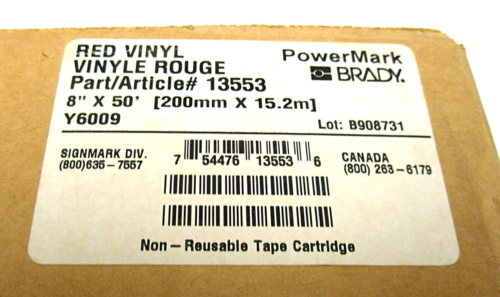 RED VINYL
VINYLE ROUGE
Part/Article# 13553
8" X 50' [200mm X 15.2m]
Y6009
PowerMark
BRADY
Lot: B908731
SIGNMARK DIV.
(800)635-7557
7 54476 13553 6
CANADA
(800) 263-6179
Non-Reusable Tape Cartridge